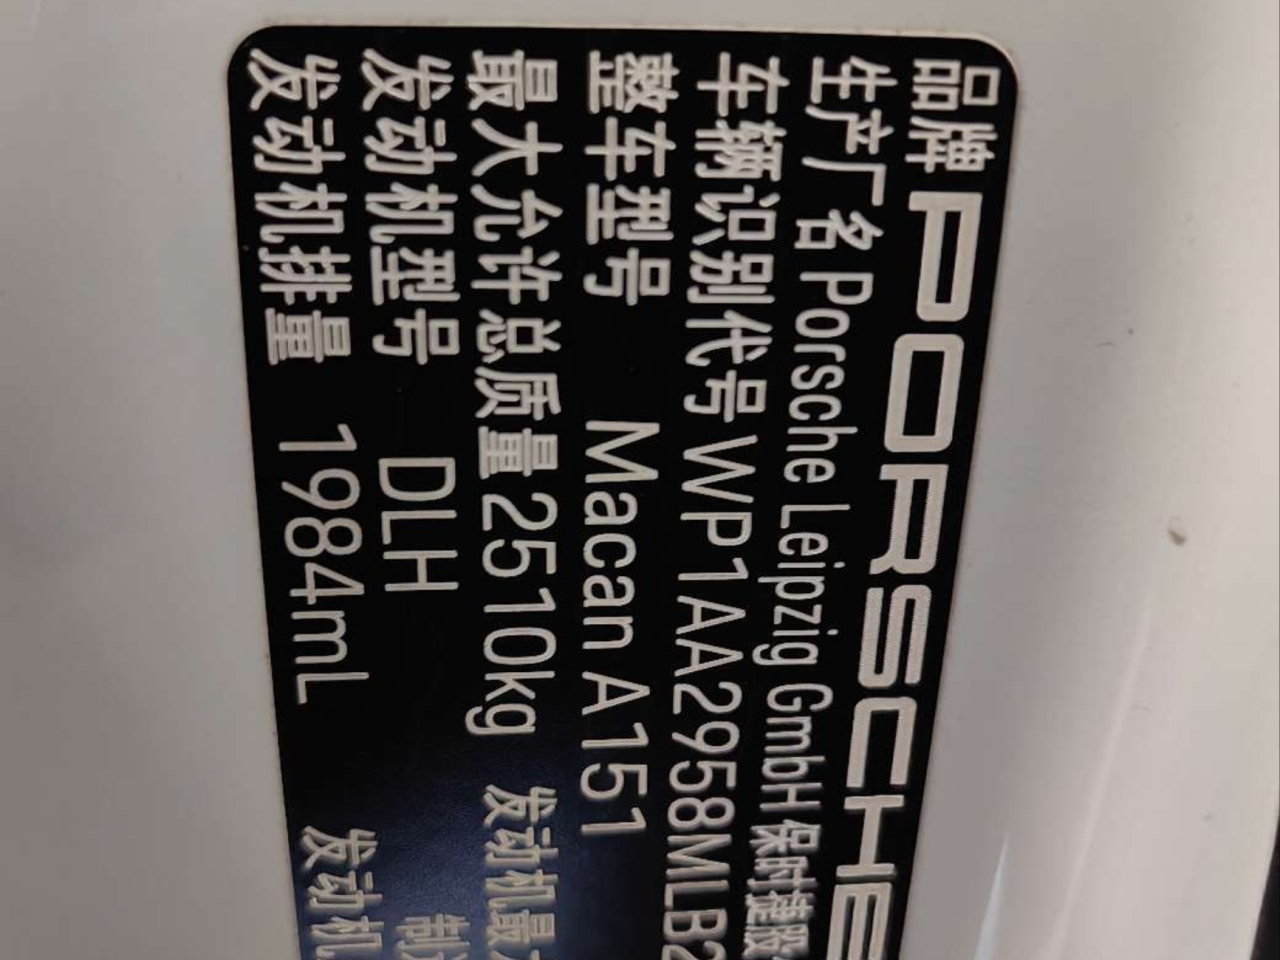 品牌 PORSCHE
生产厂名 Porsche Leipzig GmbH 保时捷股
车辆识别代号 WP1AA2958MLB2
整车型号 Macan A151
最大允许总质量 2510kg 发动机最
发动机型号 DLH 制
发动机排量 1984mL 发动机